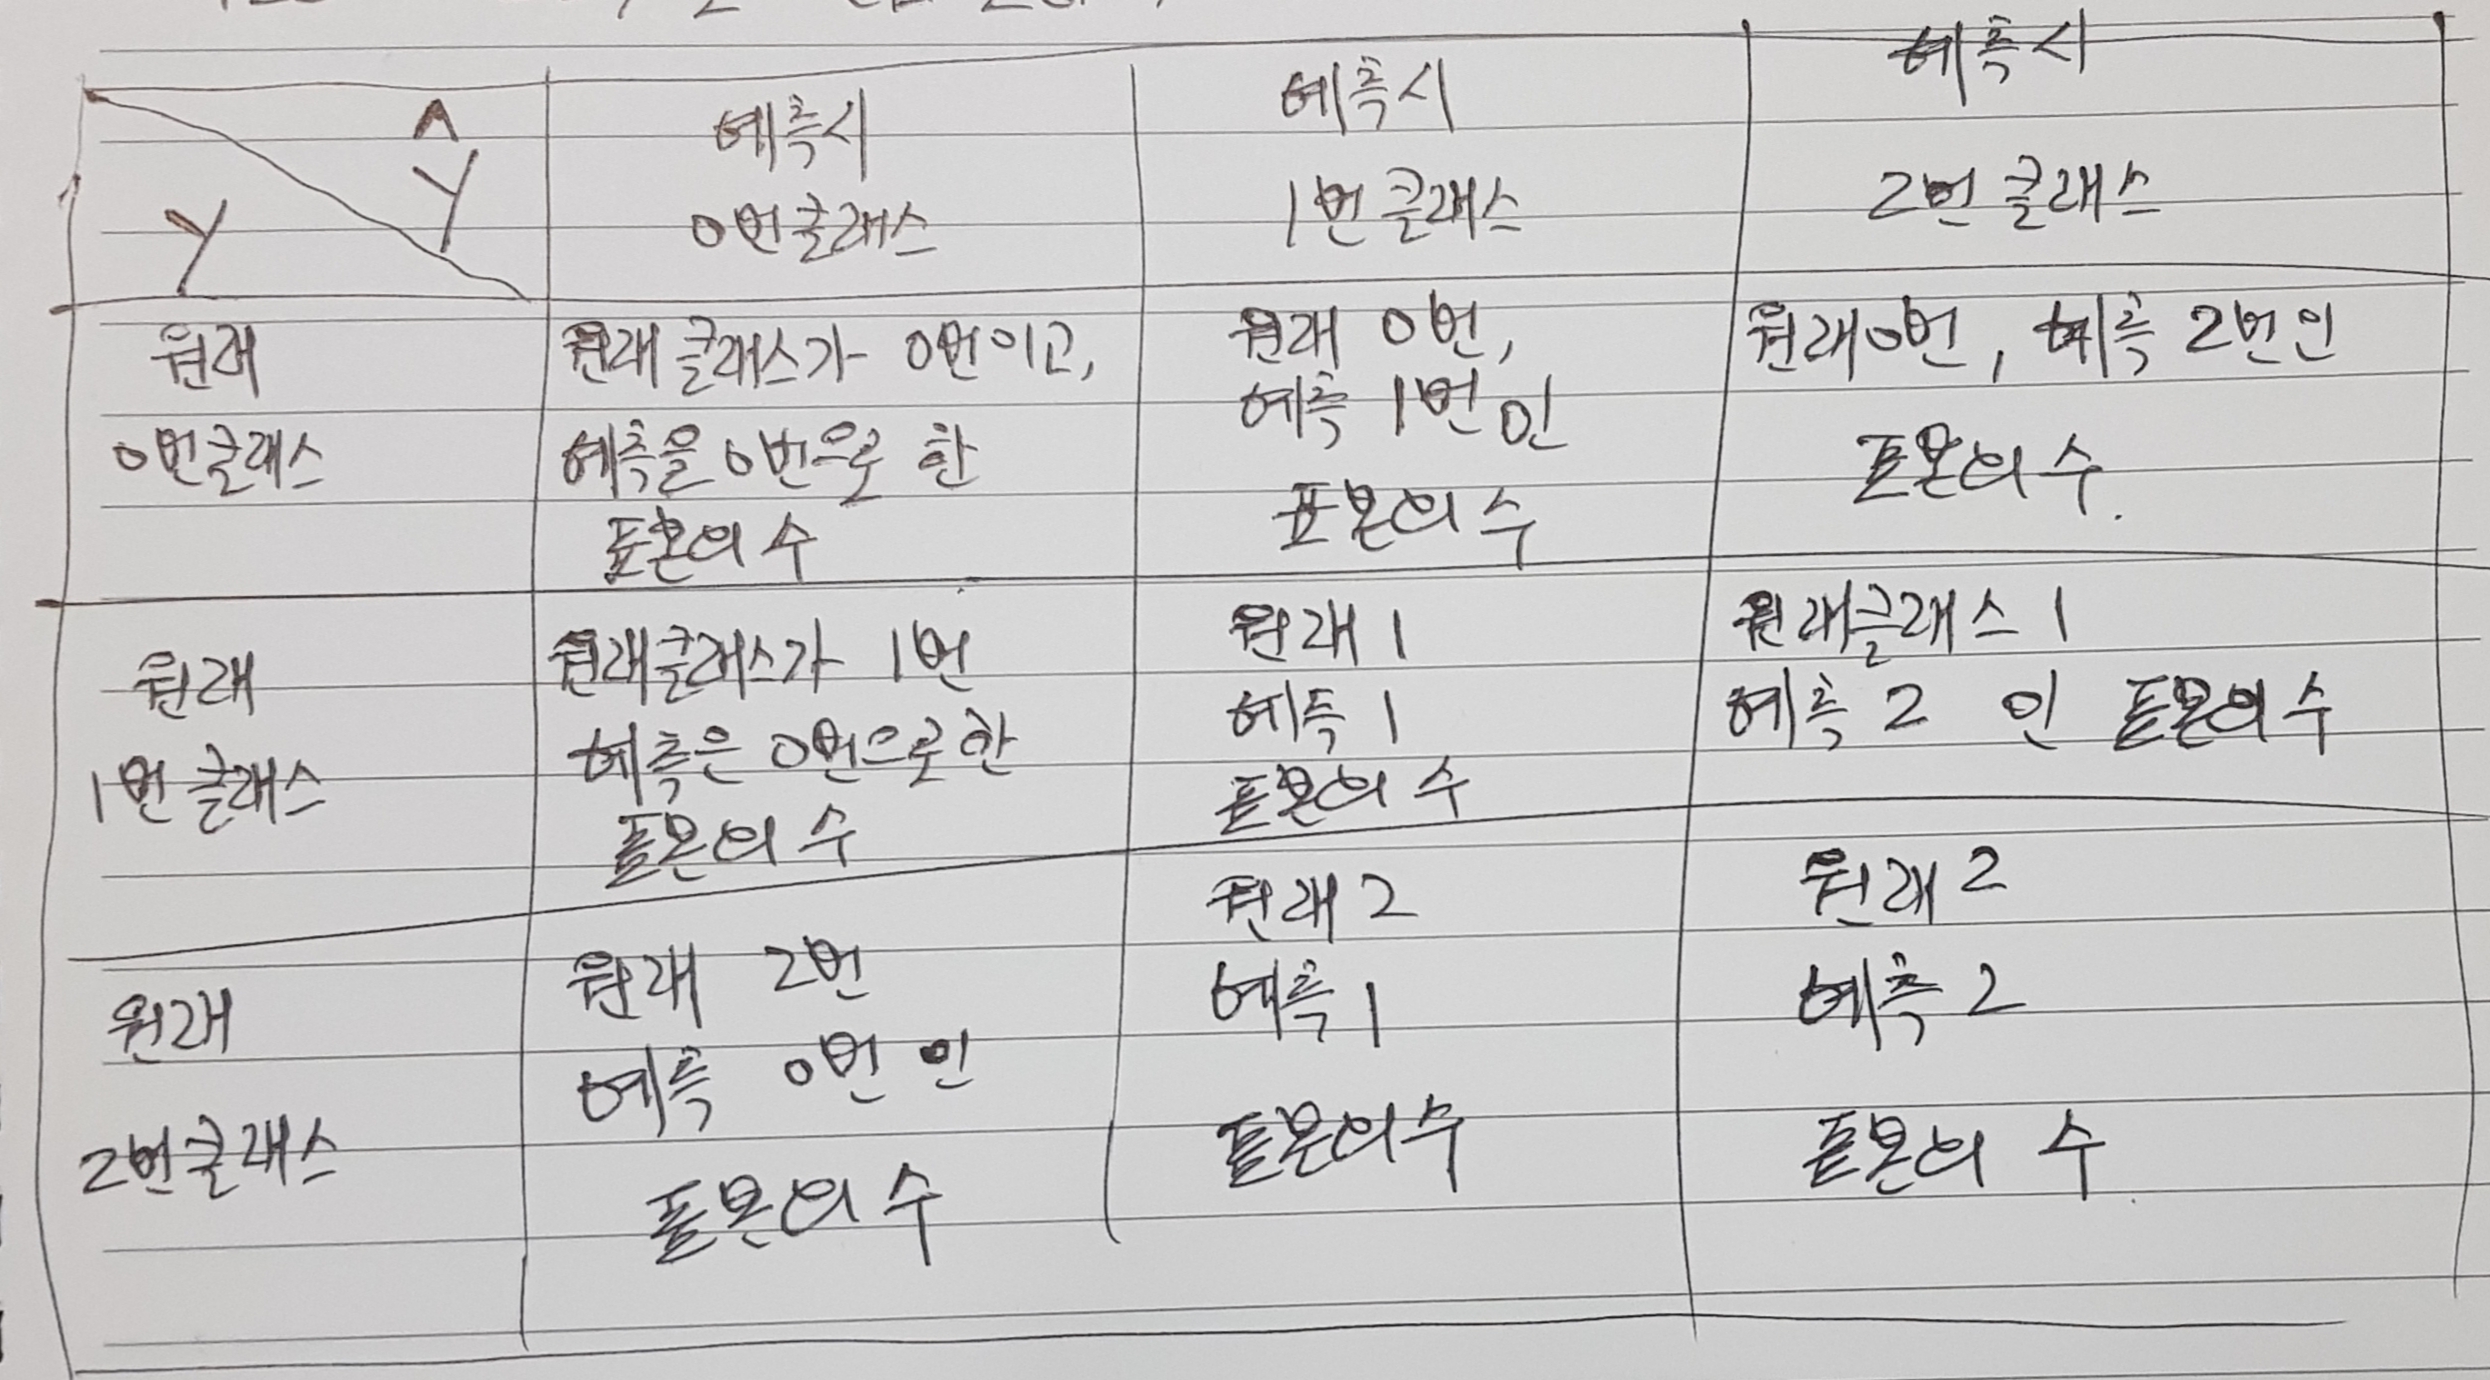 Ŷ
Y
예측시
0번클래스
예측시
1번클래스
예측시
2번클래스
원래
0번클래스
원래클래스가 0번이고,
예측을 0번으로 한
표본의 수
원래 0번,
예측 1번인
표본의 수
원래0번, 예측 2번인
표본의 수.
원래
1번클래스
원래클래스가 1번
예측은 0번으로한
표본의 수
원래 1
예측 1
표본의 수
원래클래스 1
예측 2 인 표본의 수
원래
2번클래스
원래 2번
예측 0번 인
표본의 수
원래 2
예측 1
표본의수
원래 2
예측 2
표본의 수